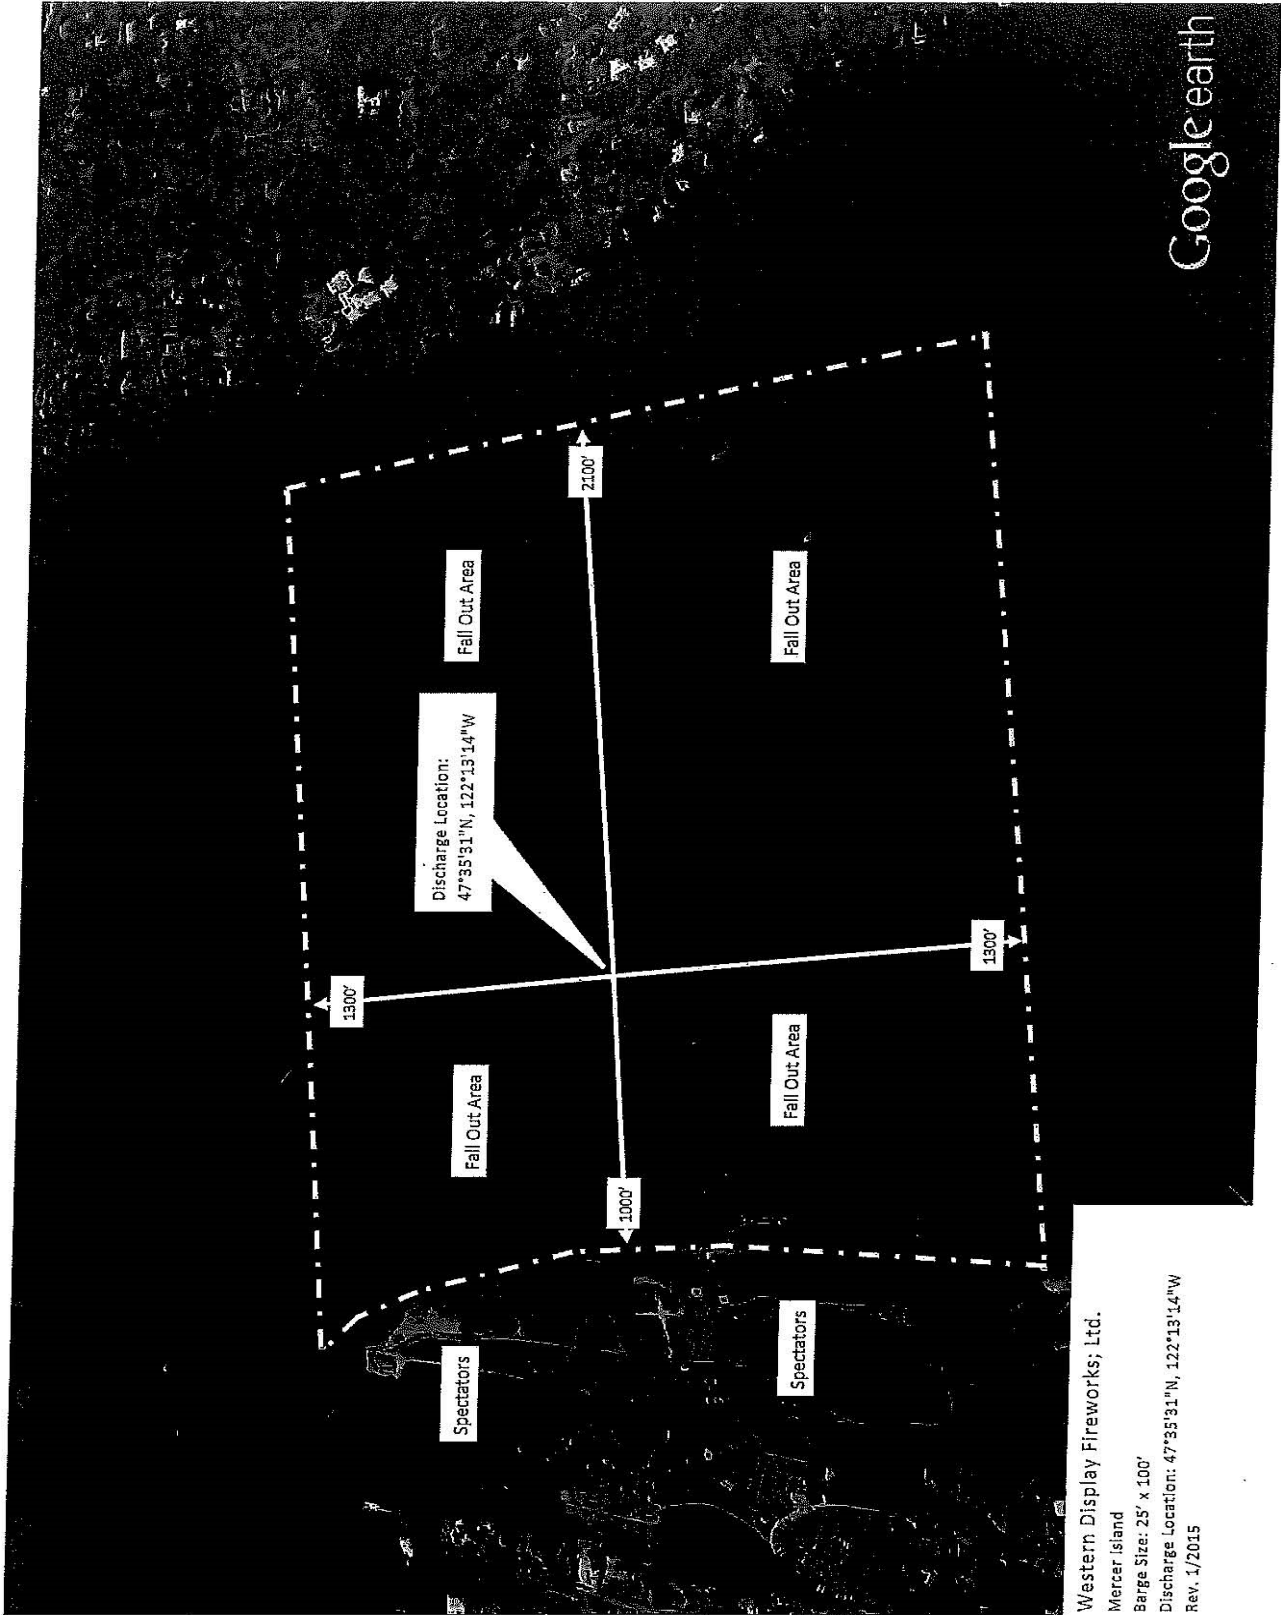 1300'
Spectators
Fall Out Area
Discharge Location:
47°35'31"N, 122°13'14"W
Fall Out Area
2100'
1000'
Spectators
Fall Out Area
Fall Out Area
1300'
Western Display Fireworks; Ltd.
Mercer Island
Barge Size: 25' x 100'
Discharge Location: 47°35'31"N, 122°13'14"W
Rev. 1/2015
Google earth